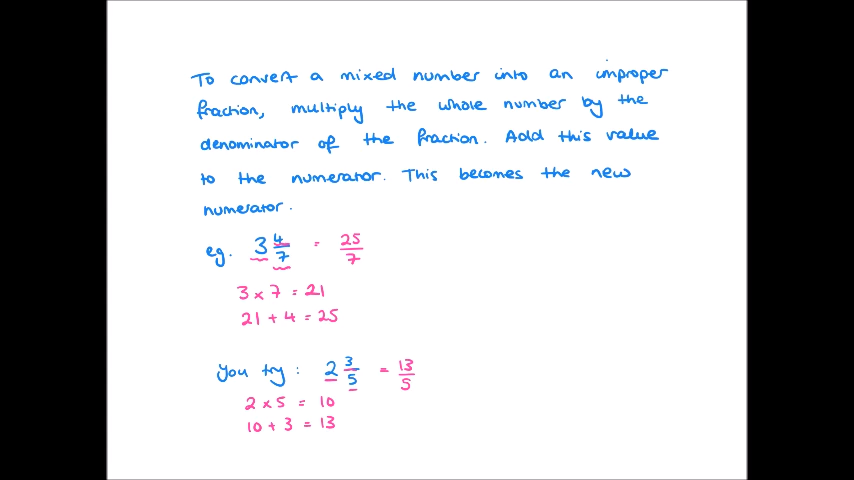 To convert a mixed number into an improper
fraction, multiply the whole number by the
denominator of the fraction. Add this value
to the numerator. This becomes the new
numerator.
eg. 3 4/7 = 25/7
3 × 7 = 21
21 + 4 = 25
You try: 2 3/5 = 13/5
2 × 5 = 10
10 + 3 = 13